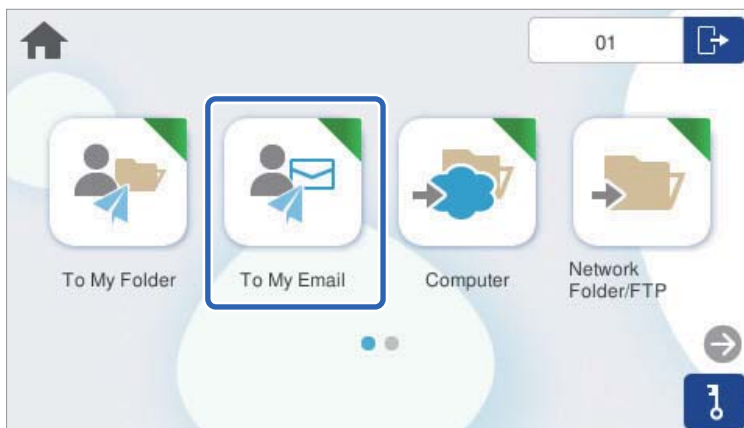 01
To My Folder
To My Email
Computer
Network
Folder/FTP